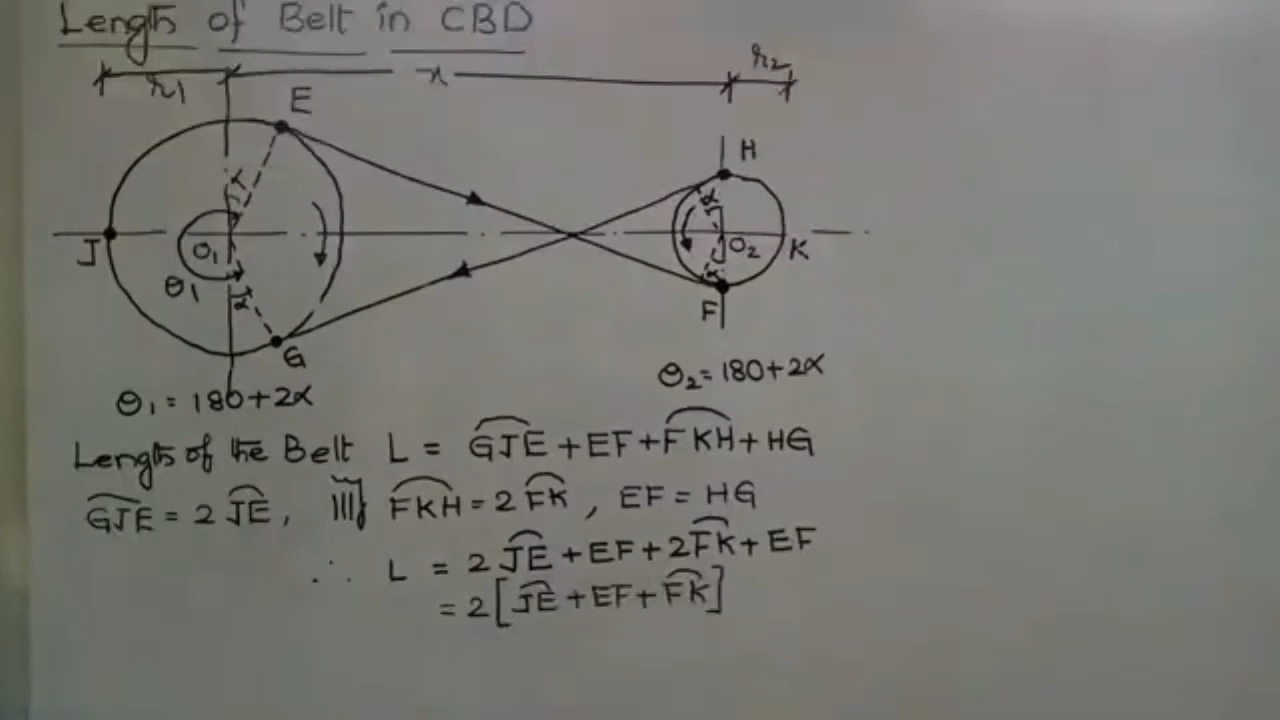 Length of Belt in CBD
r1 x r2
E
H
α α
J O1 O2 K
θ1 α α
F
G
θ1 = 180+2α θ2 = 180+2α
Length of the Belt L = GJE + EF + FKH + HG
GJE = 2 JE, |||ly FKH = 2 FK, EF = HG
∴ L = 2 JE + EF + 2FK + EF
= 2[JE + EF + FK]